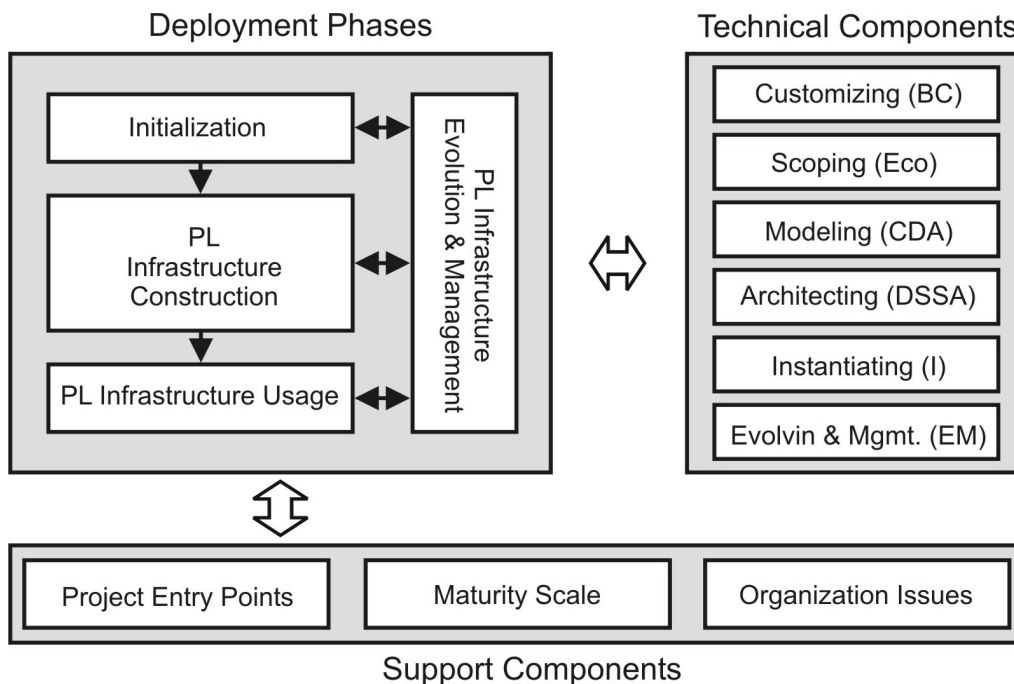 Deployment Phases
Technical Components
Initialization
PL
Infrastructure
Construction
PL Infrastructure Usage
PL Infrastructure
Evolution & Management
Customizing (BC)
Scoping (Eco)
Modeling (CDA)
Architecting (DSSA)
Instantiating (I)
Evolvin & Mgmt. (EM)
Project Entry Points
Maturity Scale
Organization Issues
Support Components